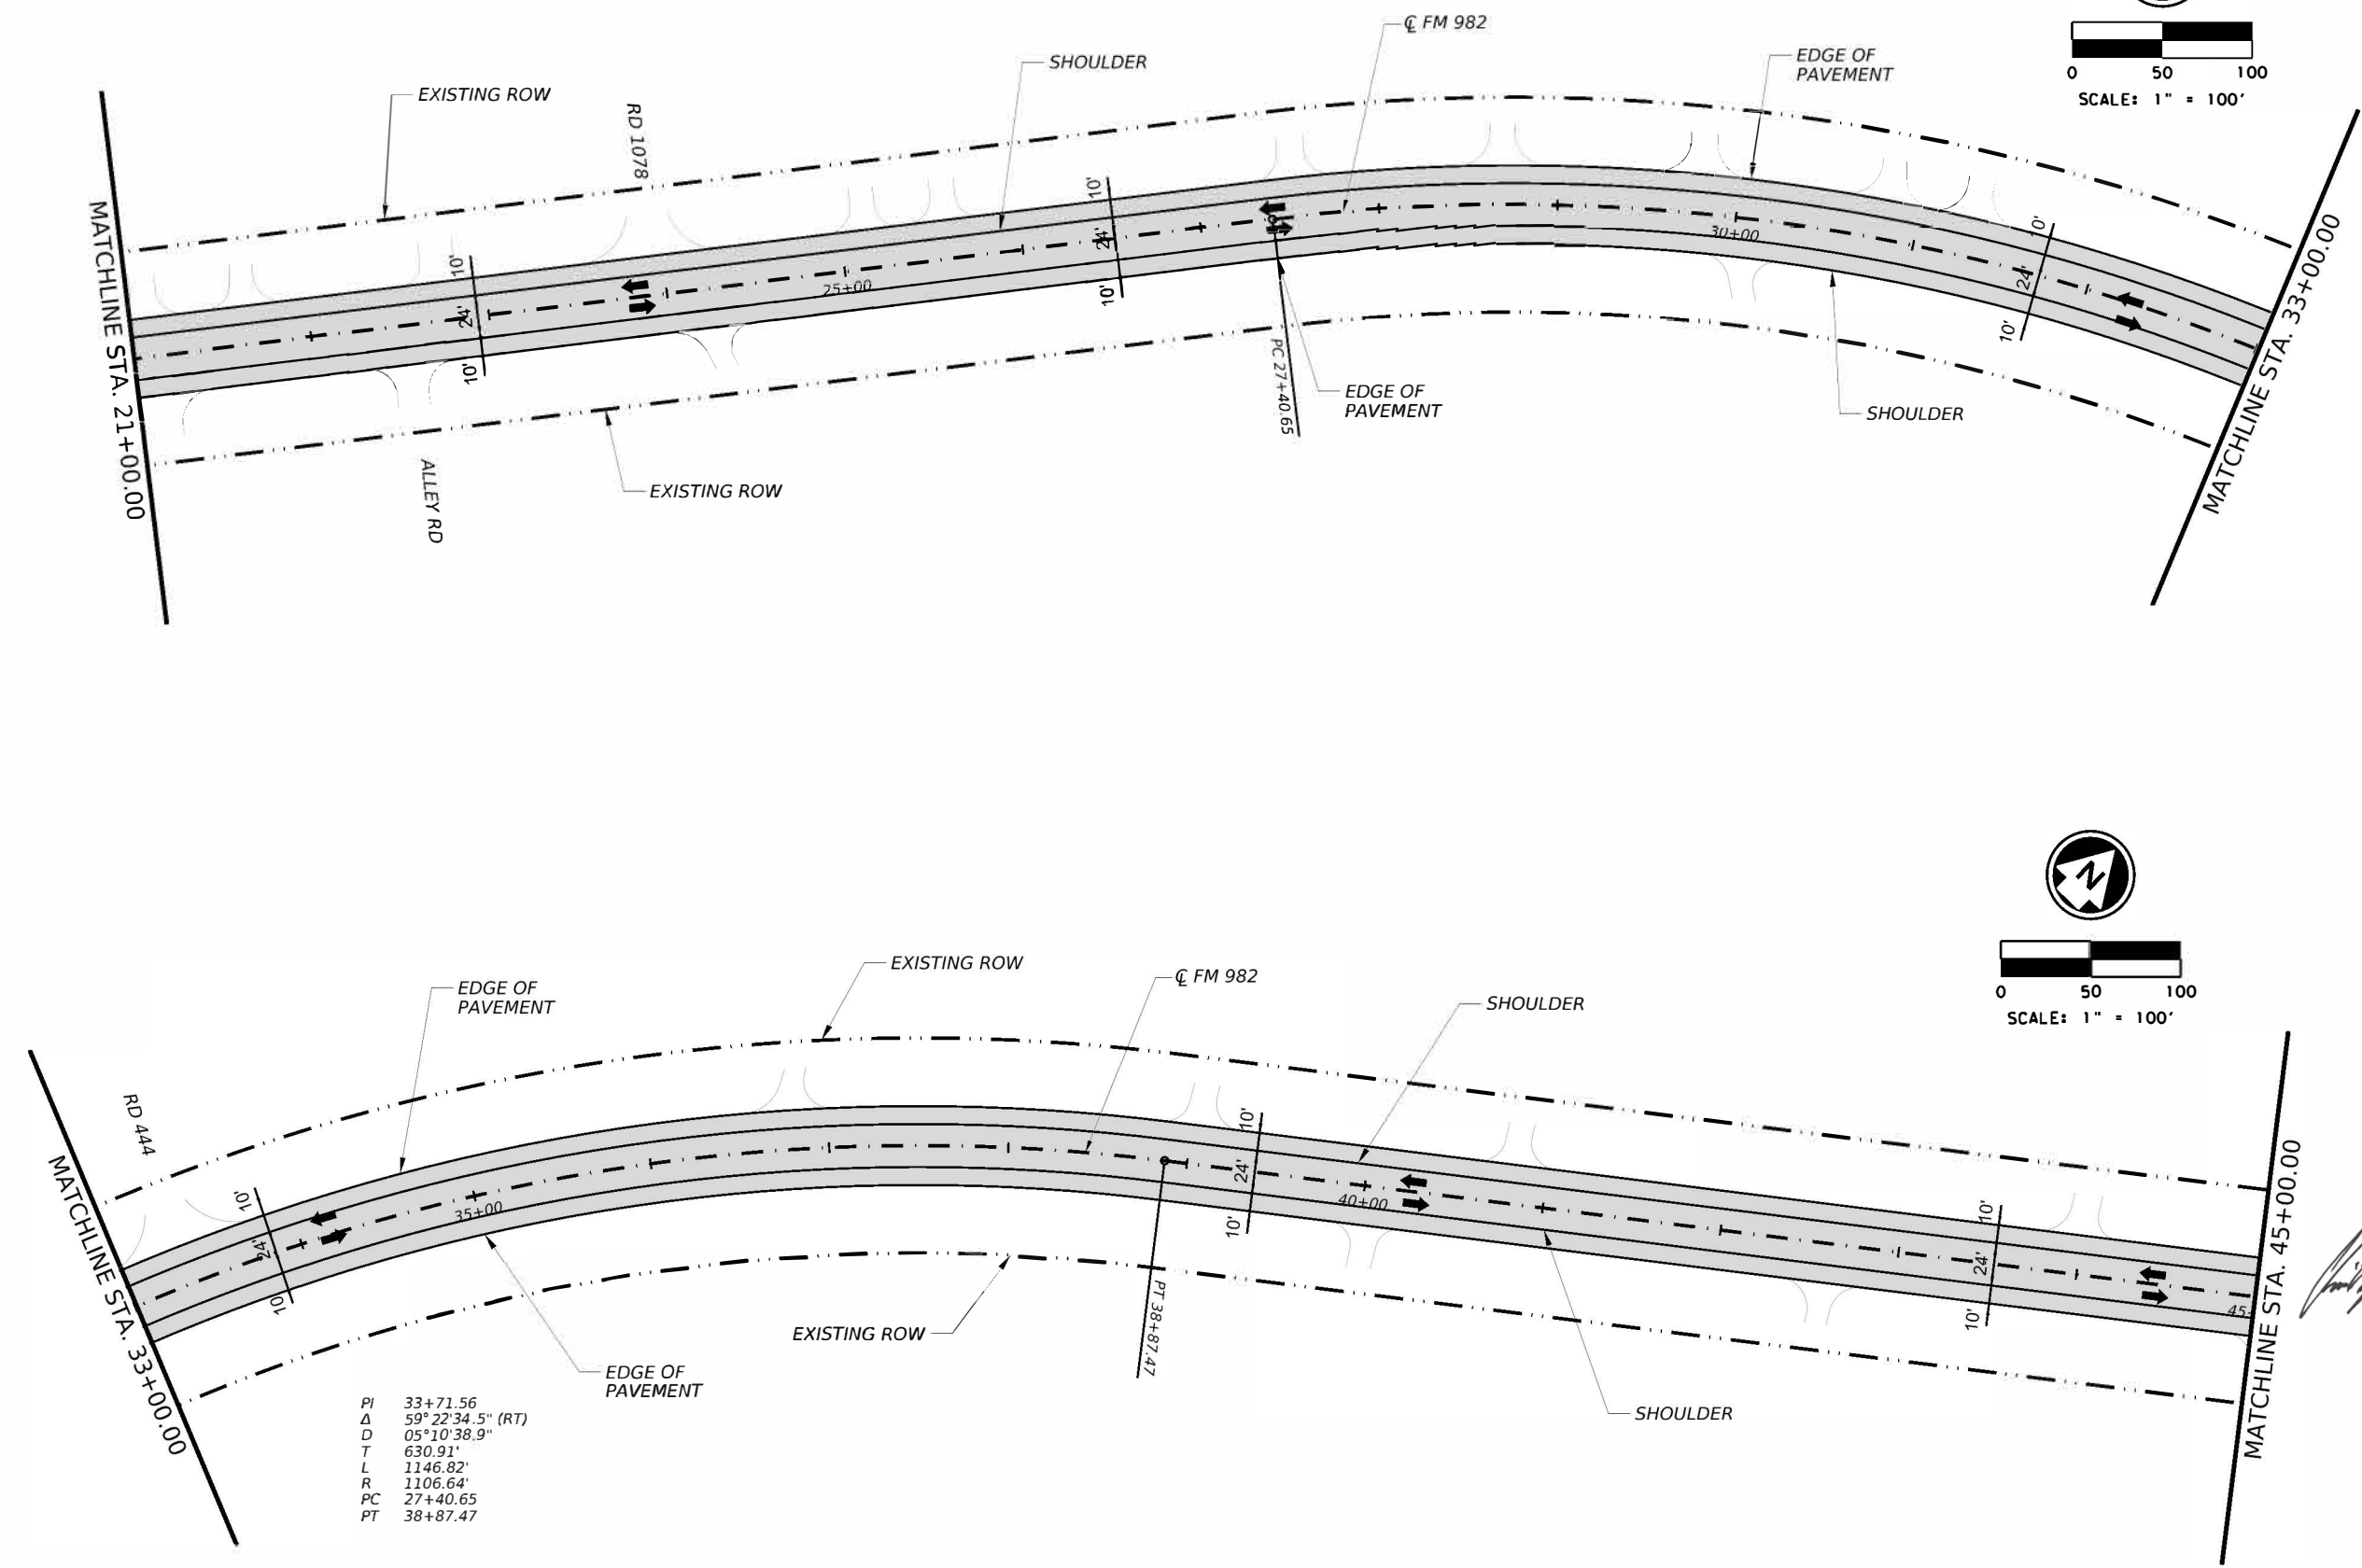 ℄ FM 982
SHOULDER
EDGE OF
PAVEMENT
0 50 100
SCALE: 1" = 100'
EXISTING ROW
RD 1078
MATCHLINE STA. 21+00.00
10'
24'
10'
25+00
10'
24'
10'
30+00
10'
24'
10'
MATCHLINE STA. 33+00.00
PC 27+40.65
EDGE OF
PAVEMENT
SHOULDER
ALLEY RD
EXISTING ROW
N
0 50 100
SCALE: 1" = 100'
EXISTING ROW
℄ FM 982
EDGE OF
PAVEMENT
SHOULDER
RD 444
MATCHLINE STA. 33+00.00
10'
24'
10'
35+00
10'
24'
10'
40+00
10'
24'
10'
45+
MATCHLINE STA. 45+00.00
PT 38+87.47
EXISTING ROW
EDGE OF
PAVEMENT
SHOULDER
PI 33+71.56
Δ 59°22'34.5" (RT)
D 05°10'38.9"
T 630.91'
L 1146.82'
R 1106.64'
PC 27+40.65
PT 38+87.47